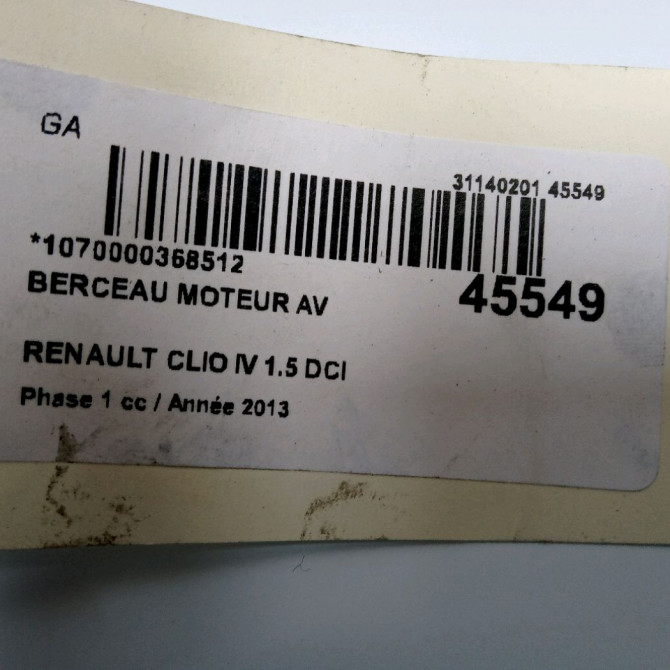 GA
31140201 45549
*1070000368512
45549
BERCEAU MOTEUR AV
RENAULT CLIO IV 1.5 DCI
Phase 1 cc / Année 2013